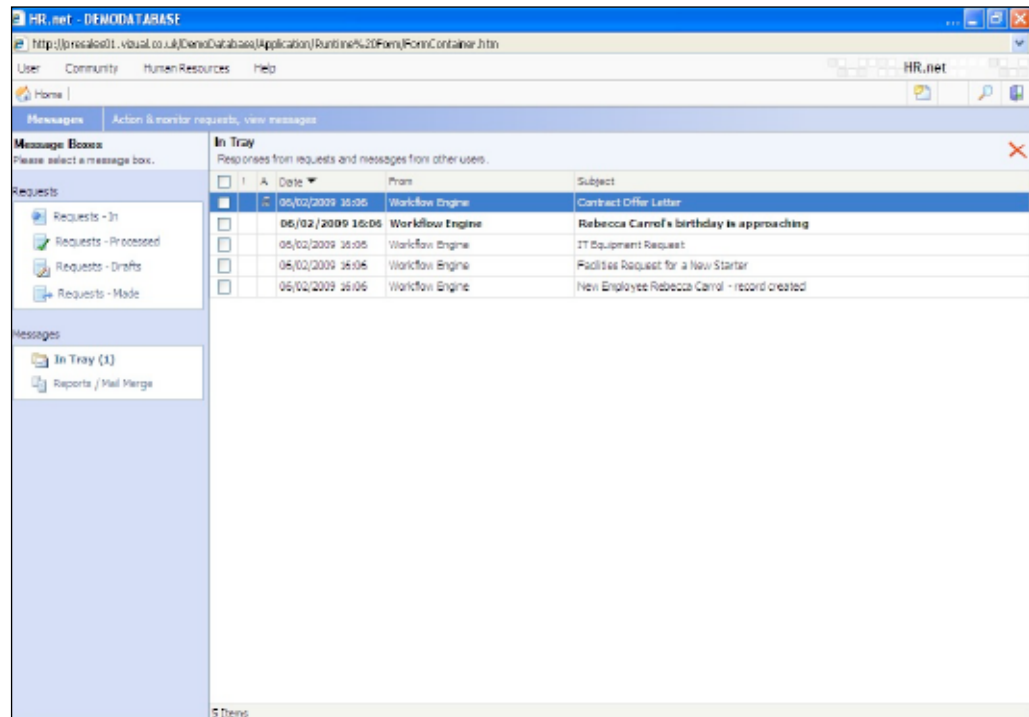 HR.net - DEMODATABASE
http://presales01.vizual.co.uk/DemoDatabase/Application/Runtime%20Form/FormContainer.htm
User Community Human Resources Help HR.net
Home
Messages Action & monitor requests, view messages
Message Boxes
Please select a message box.
Requests
Requests - In
Requests - Processed
Requests - Drafts
Requests - Made
Messages
In Tray (1)
Reports / Mail Merge
In Tray
Responses from requests and messages from other users.
! A Date From Subject
06/02/2009 16:06 Workflow Engine Contract Offer Letter
06/02/2009 16:06 Workflow Engine Rebecca Carrol's birthday is approaching
06/02/2009 16:06 Workflow Engine IT Equipment Request
06/02/2009 16:06 Workflow Engine Facilities Request for a New Starter
06/02/2009 16:06 Workflow Engine New Employee Rebecca Carrol - record created
5 Items